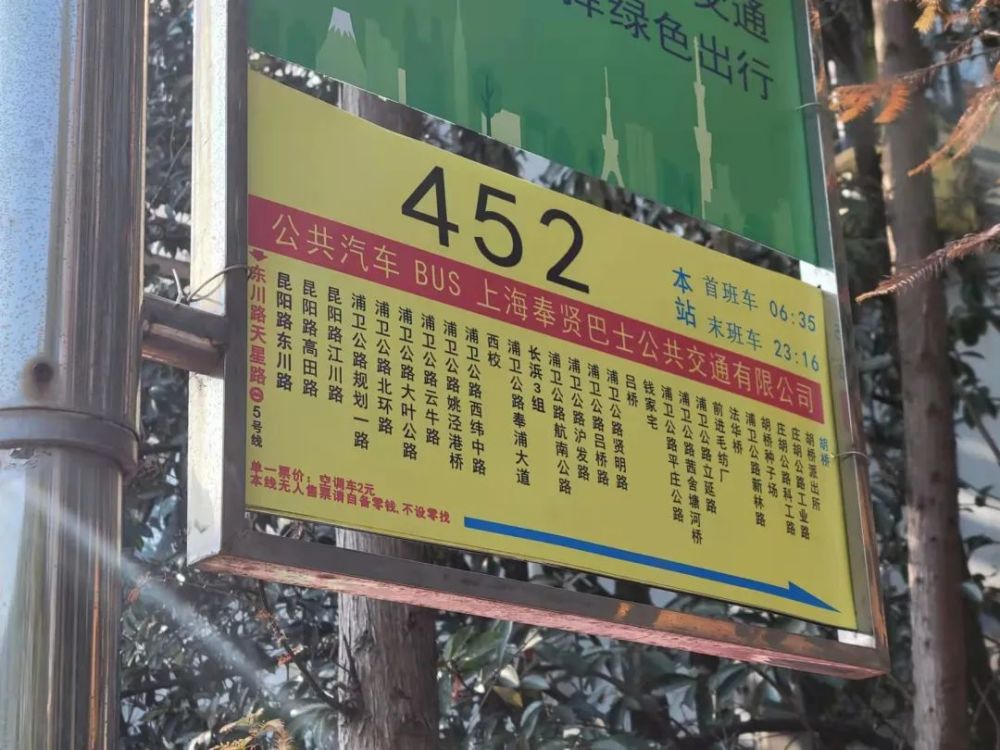 交通
择绿色出行
452
公共汽车 BUS 上海奉贤巴士公共交通有限公司
本站
首班车 06:35
末班车 23:16
东川路天星路 5号线
昆阳路东川路
昆阳路高田路
昆阳路江川路
浦卫公路规划一路
浦卫公路北环路
浦卫公路大叶公路
浦卫公路云牛路
浦卫公路姚泾港桥
浦卫公路西纬中路
西校
浦卫公路奉浦大道
长浜3组
浦卫公路航南公路
浦卫公路沪发路
浦卫公路吕桥路
浦卫公路贤明路
吕桥
钱家宅
浦卫公路平庄公路
浦卫公路茜舍塘河桥
浦卫公路立延路
前进毛纺厂
法华桥
浦卫公路新林路
胡桥种子场
庄胡公路科工路
庄胡公路工业路
胡桥派出所
胡桥
单一票价：空调车2元
本线无人售票请自备零钱,不设零找